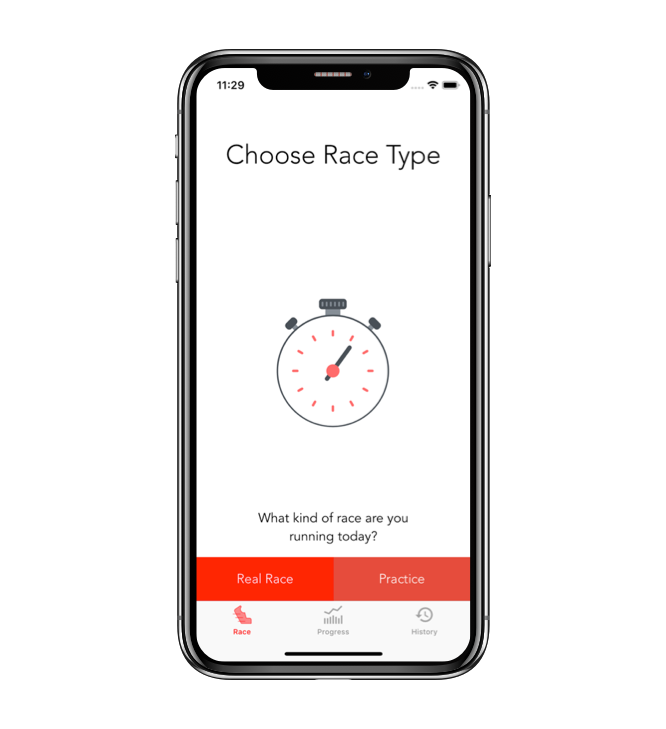 11:29
Choose Race Type
What kind of race are you
running today?
Real Race
Practice
Race
Progress
History